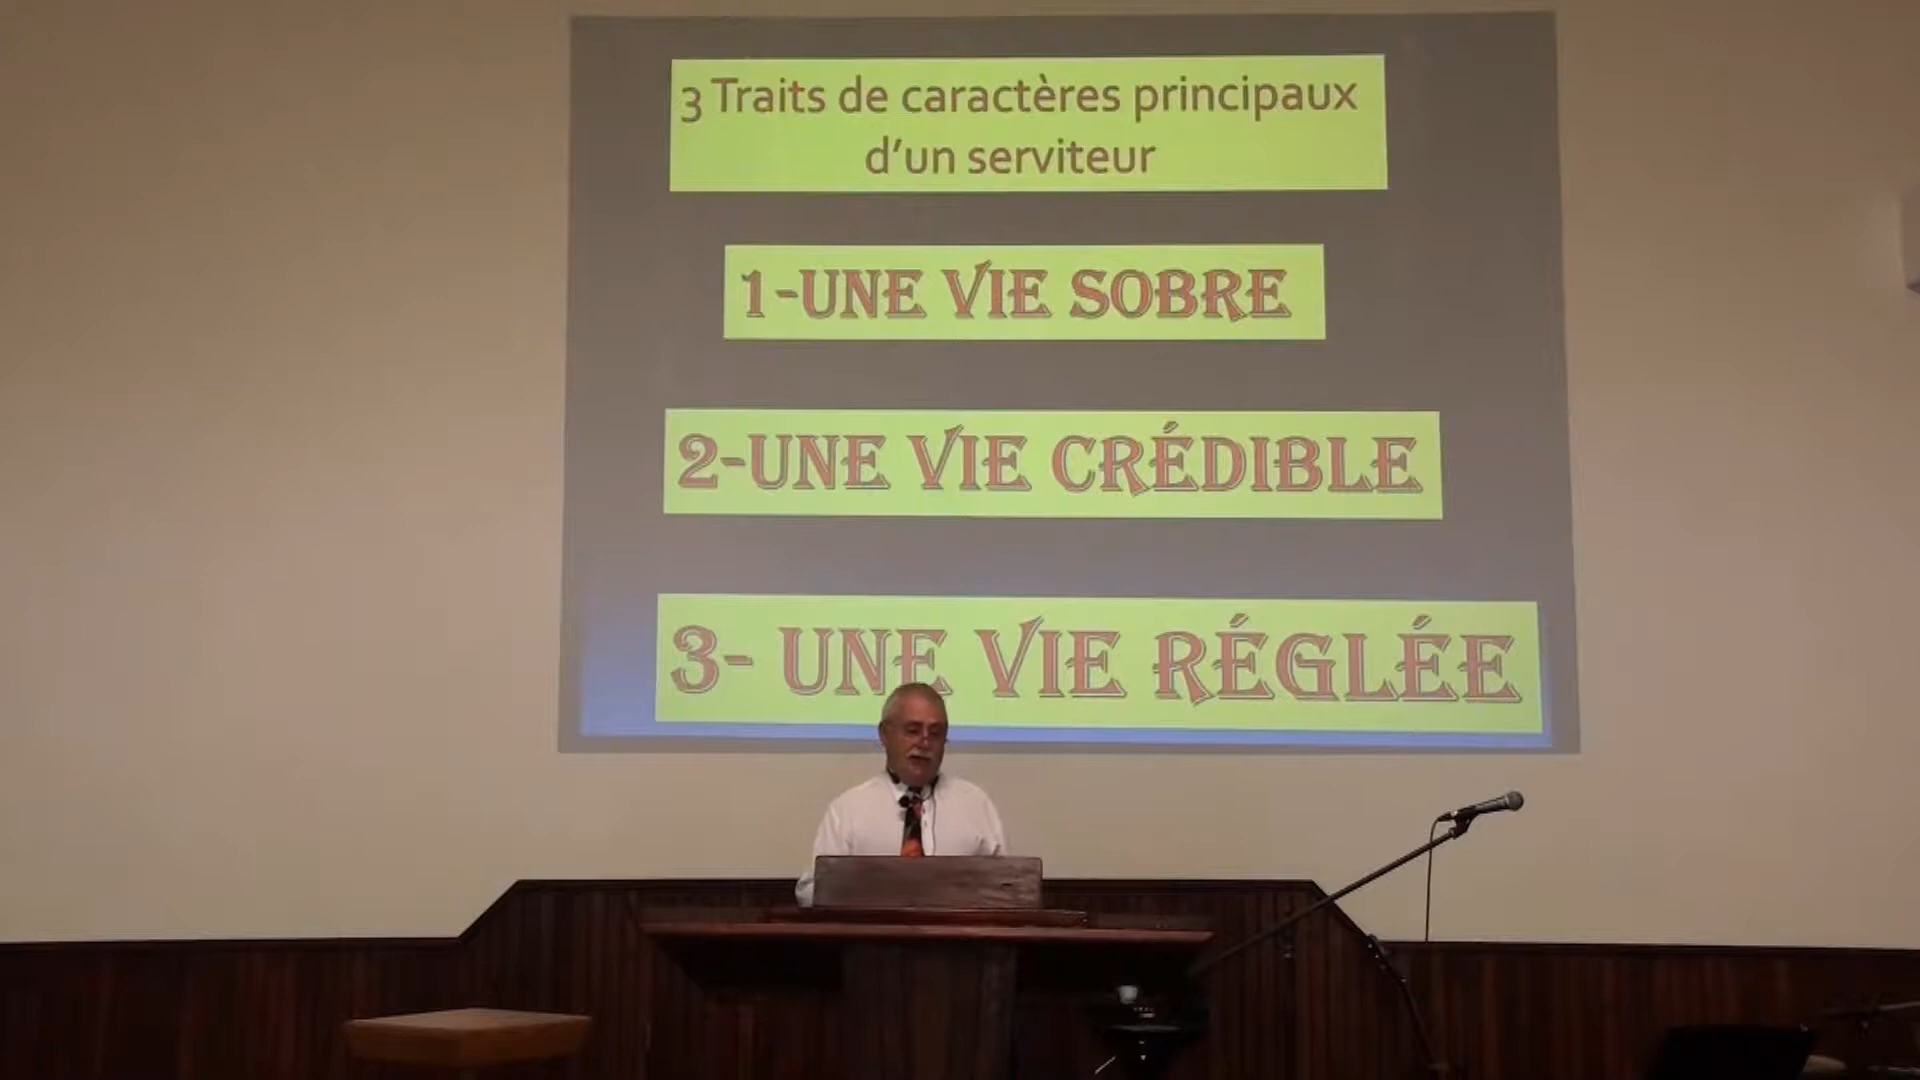 3 Traits de caractères principaux
d'un serviteur
1-UNE VIE SOBRE
2-UNE VIE CRÉDIBLE
3- UNE VIE RÉGLÉE